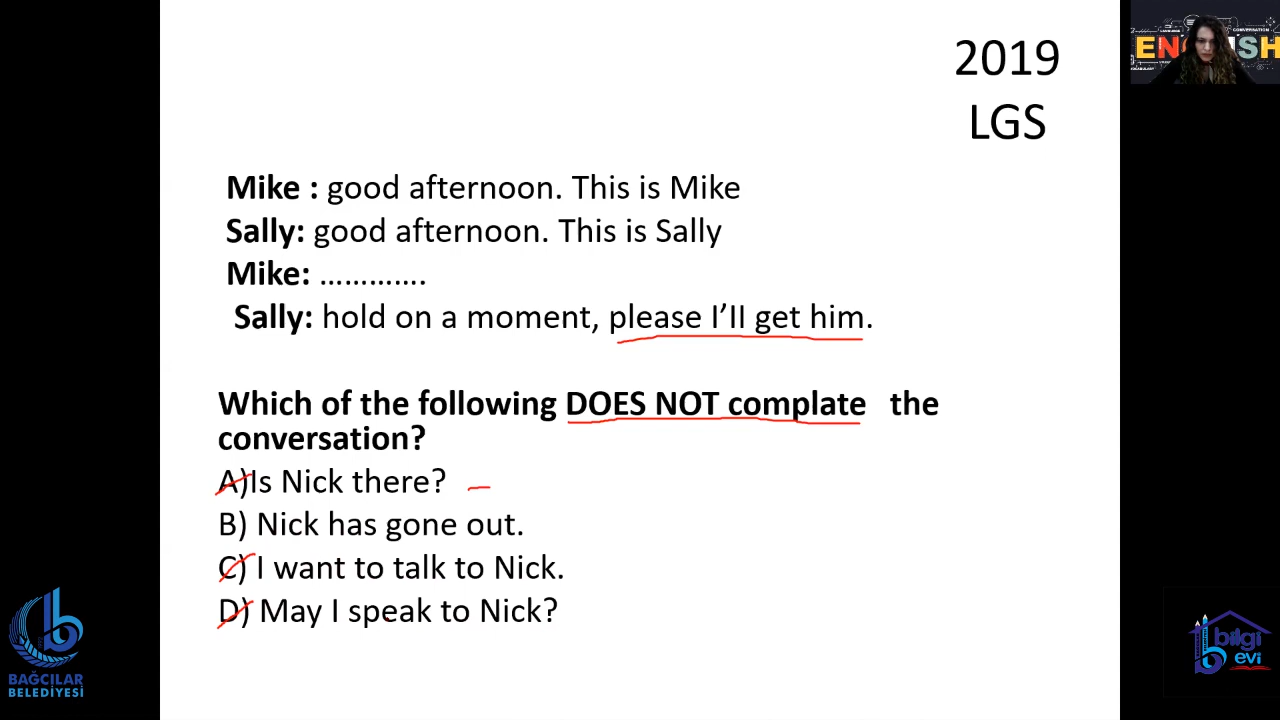 2019
LGS
ENGLISH
Mike : good afternoon. This is Mike
Sally: good afternoon. This is Sally
Mike: ………….
Sally: hold on a moment, please I’II get him.
Which of the following DOES NOT complate the
conversation?
A)Is Nick there?
B) Nick has gone out.
C) I want to talk to Nick.
D) May I speak to Nick?
BAĞCILAR
BELEDİYESİ
bilgi
evi